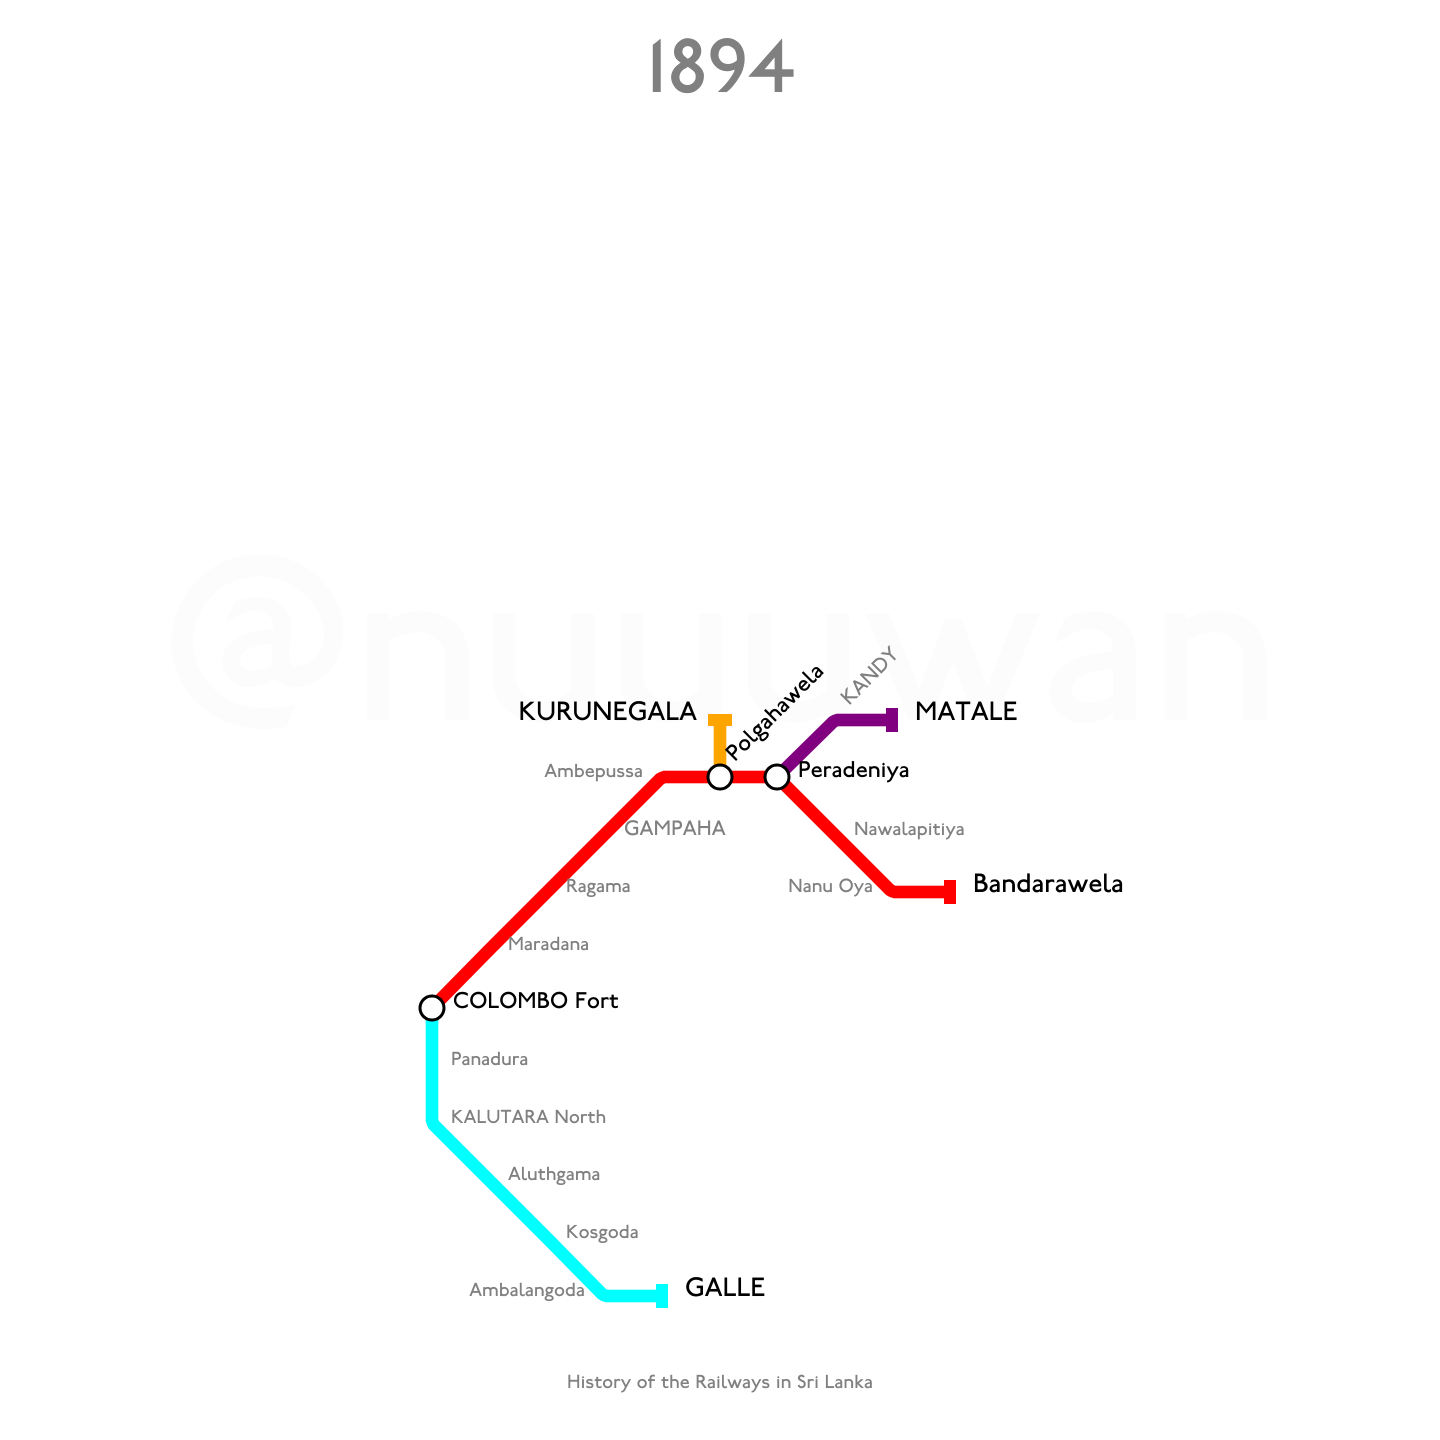 1894
@nuuuwan
KANDY
Polgahawela
KURUNEGALA
MATALE
Ambepussa
Peradeniya
GAMPAHA
Nawalapitiya
Ragama
Nanu Oya
Bandarawela
Maradana
COLOMBO Fort
Panadura
KALUTARA North
Aluthgama
Kosgoda
Ambalangoda
GALLE
History of the Railways in Sri Lanka